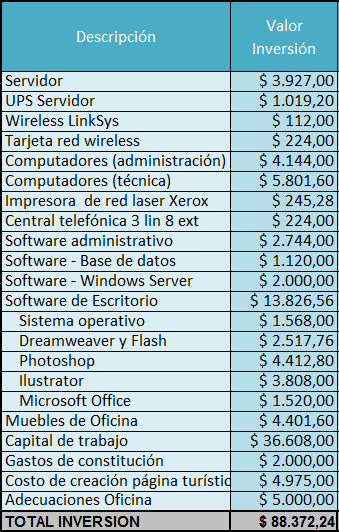 Descripción Valor Inversión
Servidor $ 3.927,00
UPS Servidor $ 1.019,20
Wireless LinkSys $ 112,00
Tarjeta red wireless $ 224,00
Computadores (administración) $ 4.144,00
Computadores (técnica) $ 5.801,60
Impresora de red laser Xerox $ 245,28
Central telefónica 3 lin 8 ext $ 224,00
Software administrativo $ 2.744,00
Software - Base de datos $ 1.120,00
Software - Windows Server $ 2.000,00
Software de Escritorio $ 13.826,56
Sistema operativo $ 1.568,00
Dreamweaver y Flash $ 2.517,76
Photoshop $ 4.412,80
Ilustrator $ 3.808,00
Microsoft Office $ 1.520,00
Muebles de Oficina $ 4.401,60
Capital de trabajo $ 36.608,00
Gastos de constitución $ 2.000,00
Costo de creación página turístic $ 4.975,00
Adecuaciones Oficina $ 5.000,00
TOTAL INVERSION $ 88.372,24